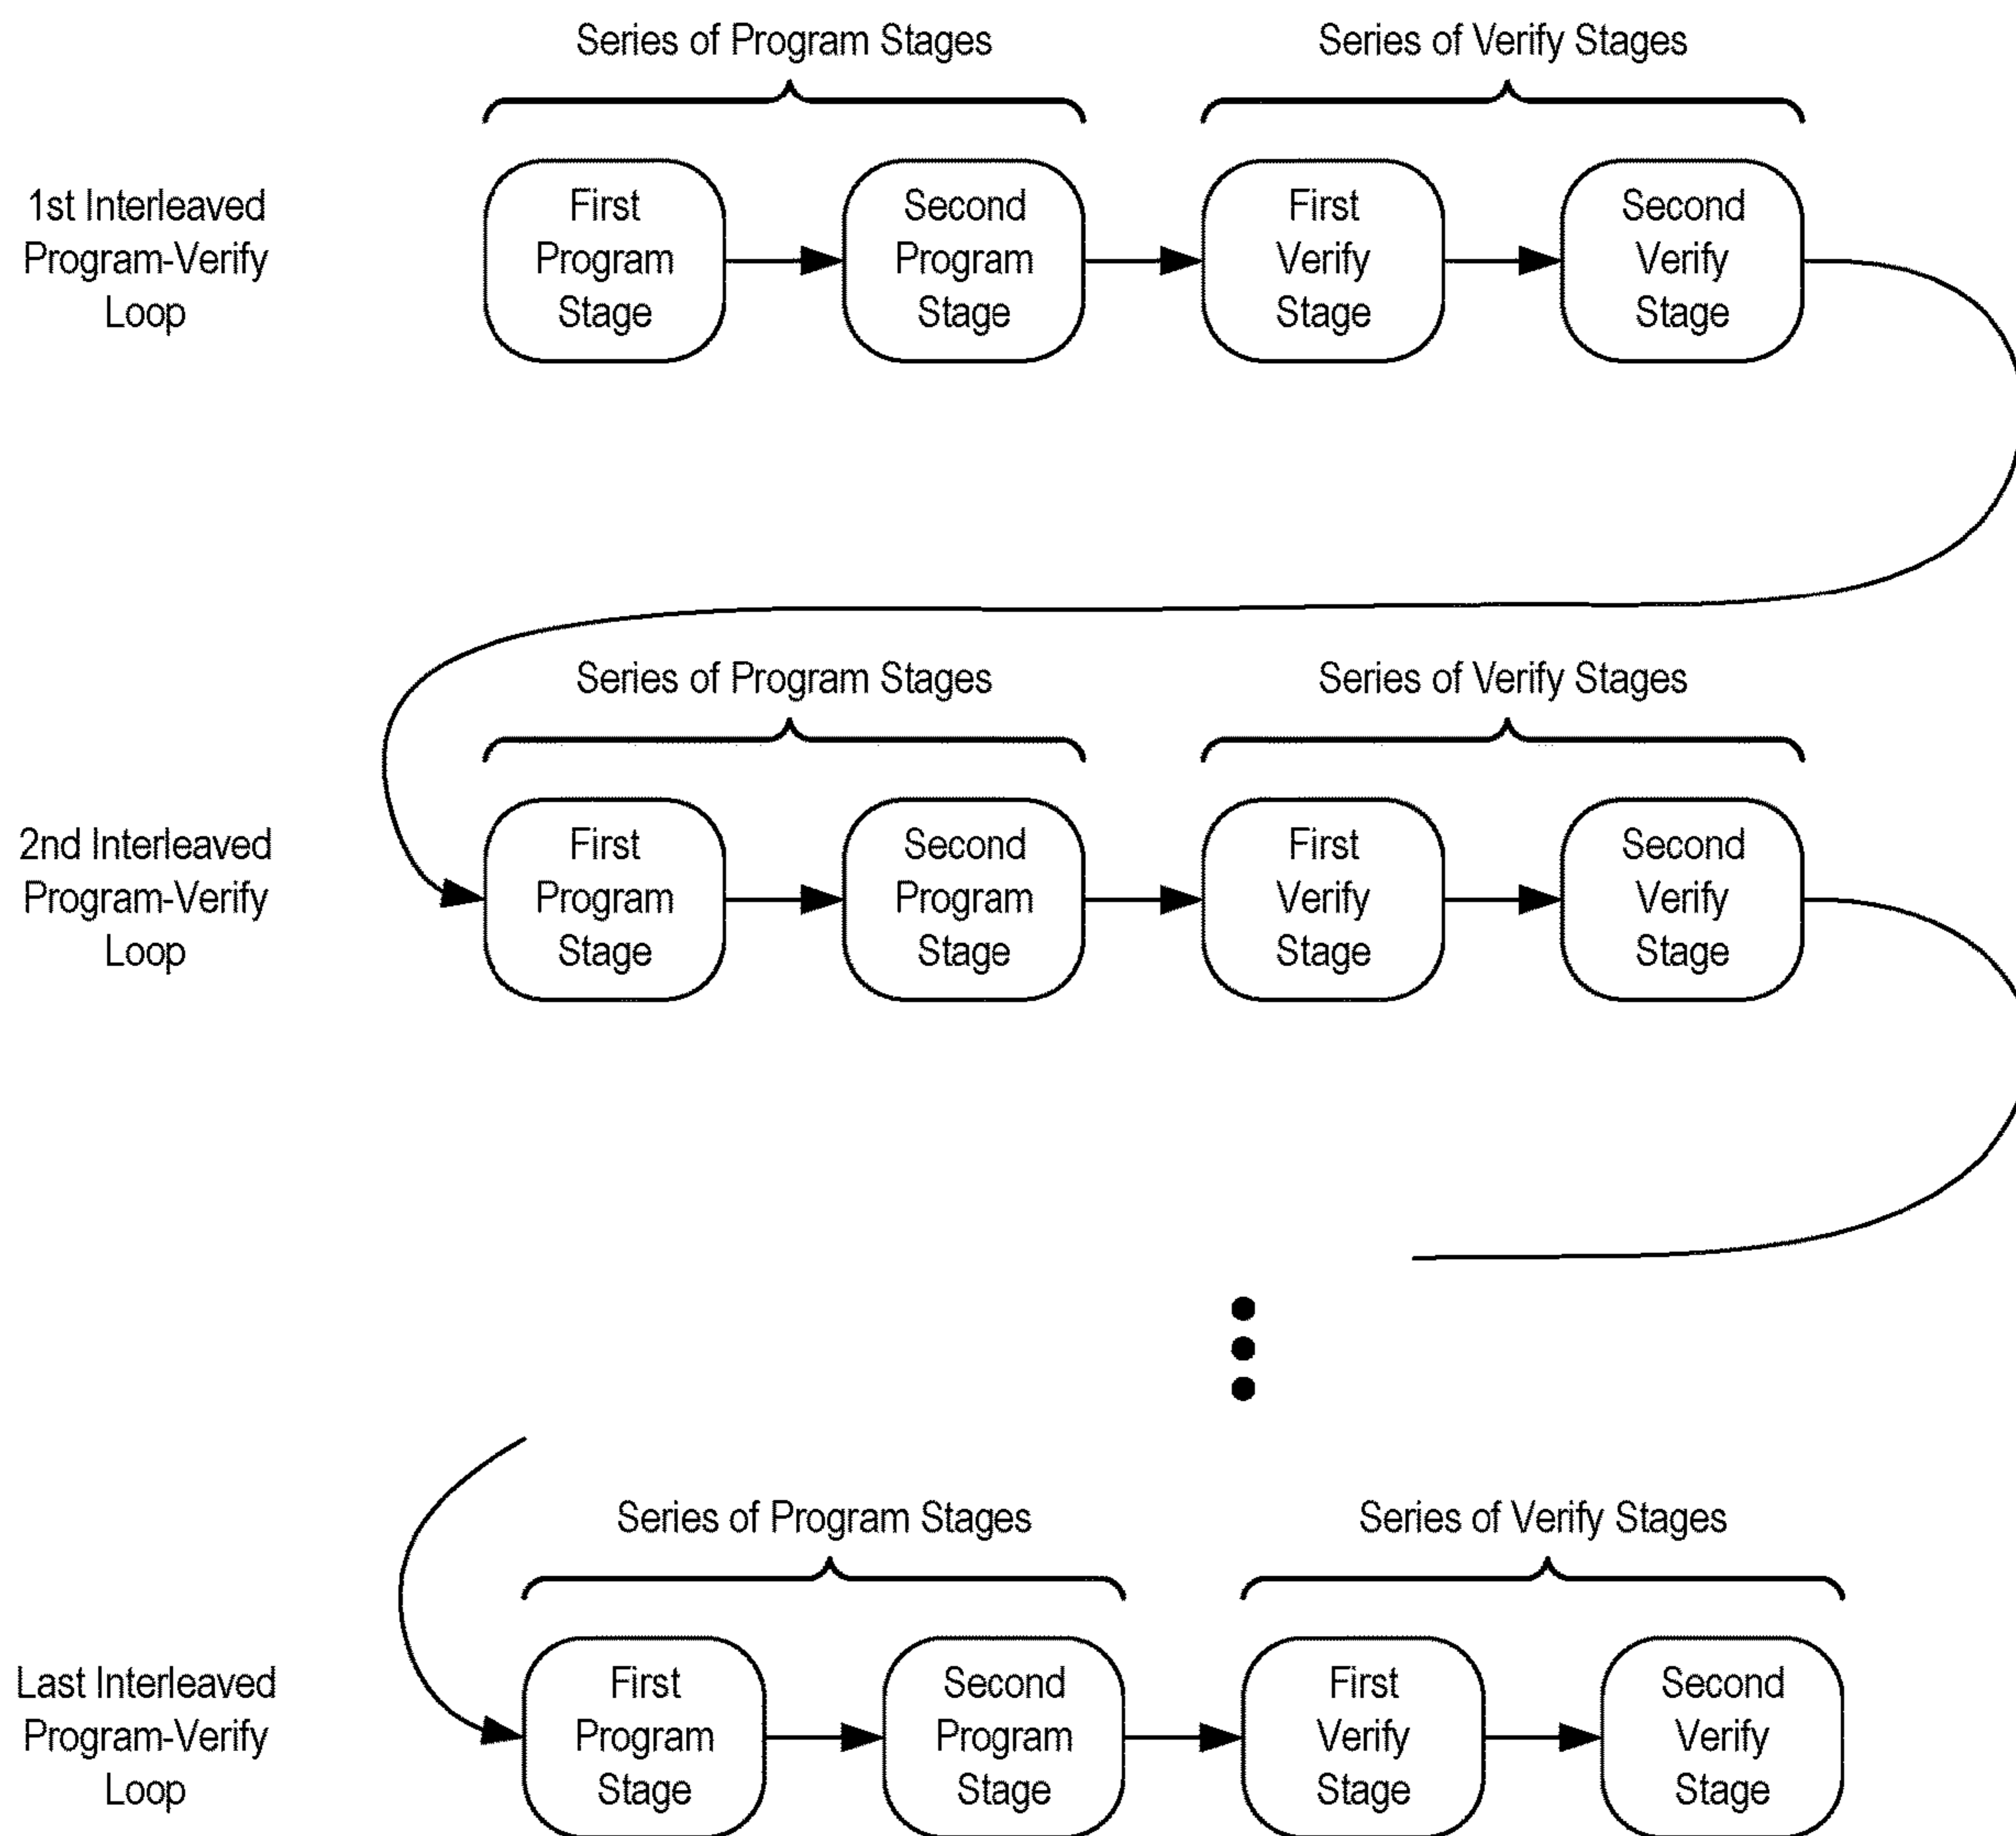 Series of Program Stages
Series of Verify Stages
1st Interleaved
Program-Verify
Loop
First
Program
Stage
Second
Program
Stage
First
Verify
Stage
Second
Verify
Stage
Series of Program Stages
Series of Verify Stages
2nd Interleaved
Program-Verify
Loop
First
Program
Stage
Second
Program
Stage
First
Verify
Stage
Second
Verify
Stage
Series of Program Stages
Series of Verify Stages
Last Interleaved
Program-Verify
Loop
First
Program
Stage
Second
Program
Stage
First
Verify
Stage
Second
Verify
Stage